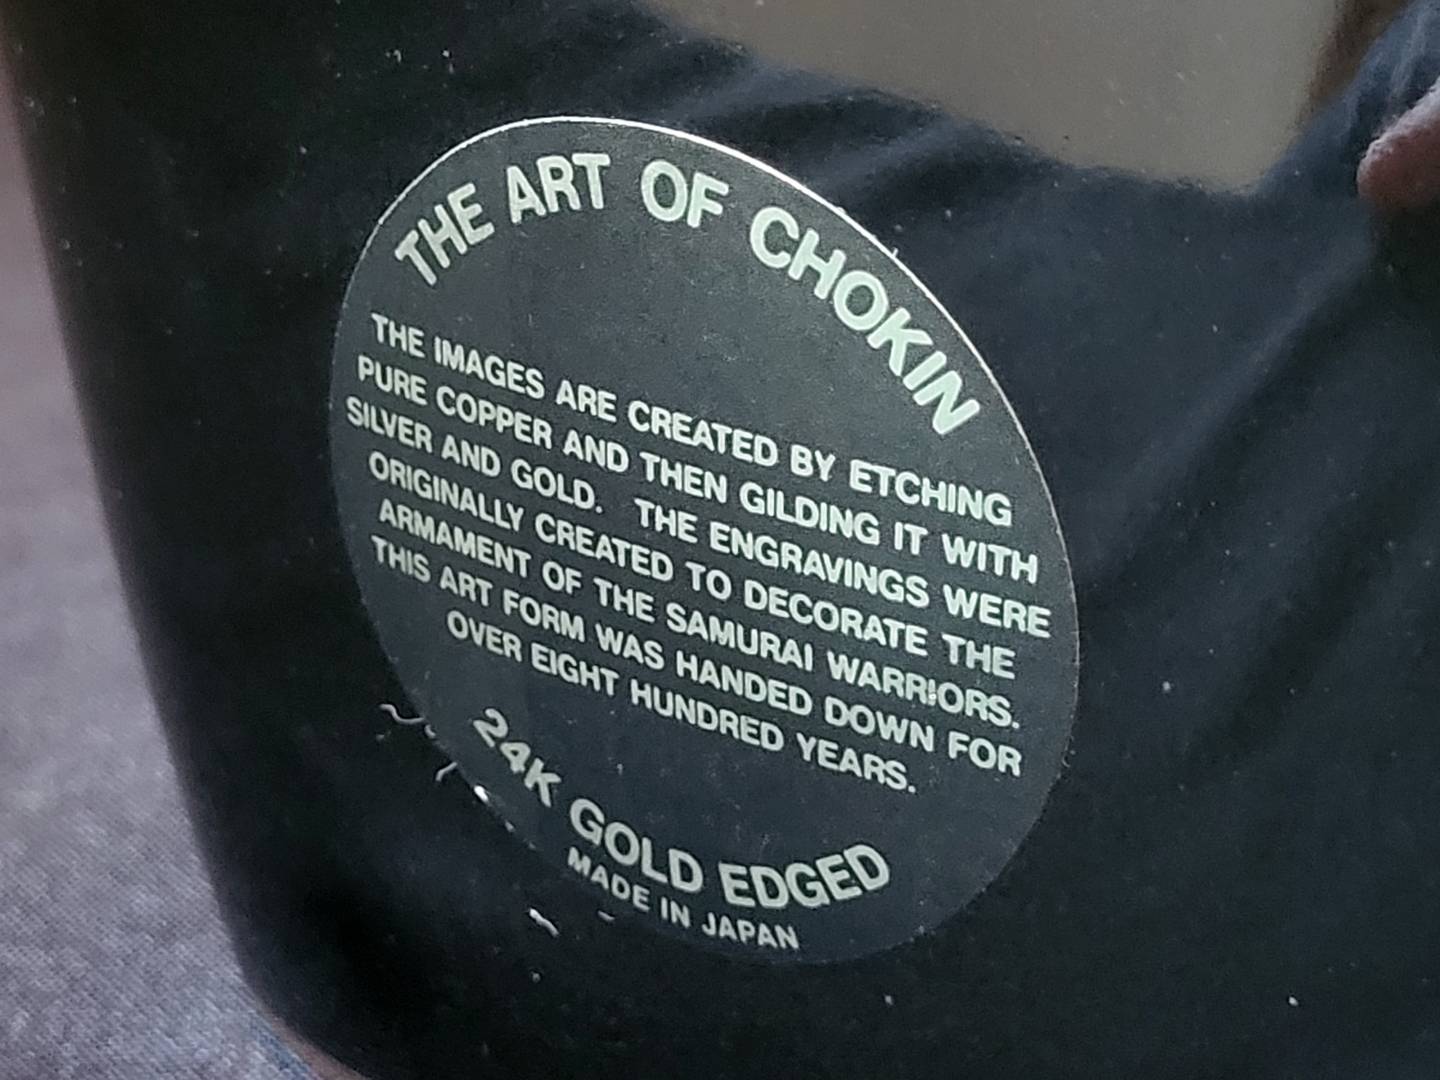 THE ART OF CHOKIN
THE IMAGES ARE CREATED BY ETCHING
PURE COPPER AND THEN GILDING IT WITH
SILVER AND GOLD. THE ENGRAVINGS WERE
ORIGINALLY CREATED TO DECORATE THE
ARMAMENT OF THE SAMURAI WARRIORS.
THIS ART FORM WAS HANDED DOWN FOR
OVER EIGHT HUNDRED YEARS.
24K GOLD EDGED
MADE IN JAPAN